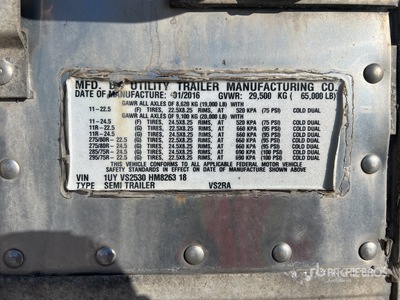 MFD. BY UTILITY TRAILER MANUFACTURING CO.
DATE OF MANUFACTURE: 01/2016 GVWR: 29,500 KG ( 65,000 LB)
GAWR ALL AXLES OF 8,620 KG (19,000 LB) WITH
11-22.5 (F) TIRES, 22.5X8.25 RIMS, AT 520 KPA (75 PSI) COLD DUAL
GAWR ALL AXLES OF 9,100 KG (20,000 LB) WITH
11-24.5 (F) TIRES, 24.5X8.25 RIMS, AT 520 KPA (75 PSI) COLD DUAL
11R-22.5 (G) TIRES, 22.5X8.25 RIMS, AT 660 KPA (95 PSI) COLD DUAL
11R-24.5 (G) TIRES, 24.5X8.25 RIMS, AT 660 KPA (95 PSI) COLD DUAL
275/80R-22.5 (G) TIRES, 22.5X8.25 RIMS, AT 660 KPA (95 PSI) COLD DUAL
275/80R-24.5 (G) TIRES, 24.5X8.25 RIMS, AT 660 KPA (95 PSI) COLD DUAL
285/75R-24.5 (G) TIRES, 24.5X8.25 RIMS, AT 690 KPA (100 PSI) COLD DUAL
295/75R-22.5 (G) TIRES, 22.5X8.25 RIMS, AT 690 KPA (100 PSI) COLD DUAL
THIS VEHICLE CONFORMS TO ALL APPLICABLE FEDERAL MOTOR VEHICLE
SAFETY STANDARDS IN EFFECT ON DATE OF MANUFACTURE SHOWN ABOVE
VIN 1UY VS2530 HM8263 18
TYPE SEMI TRAILER VS2RA
RITCHIE BROS